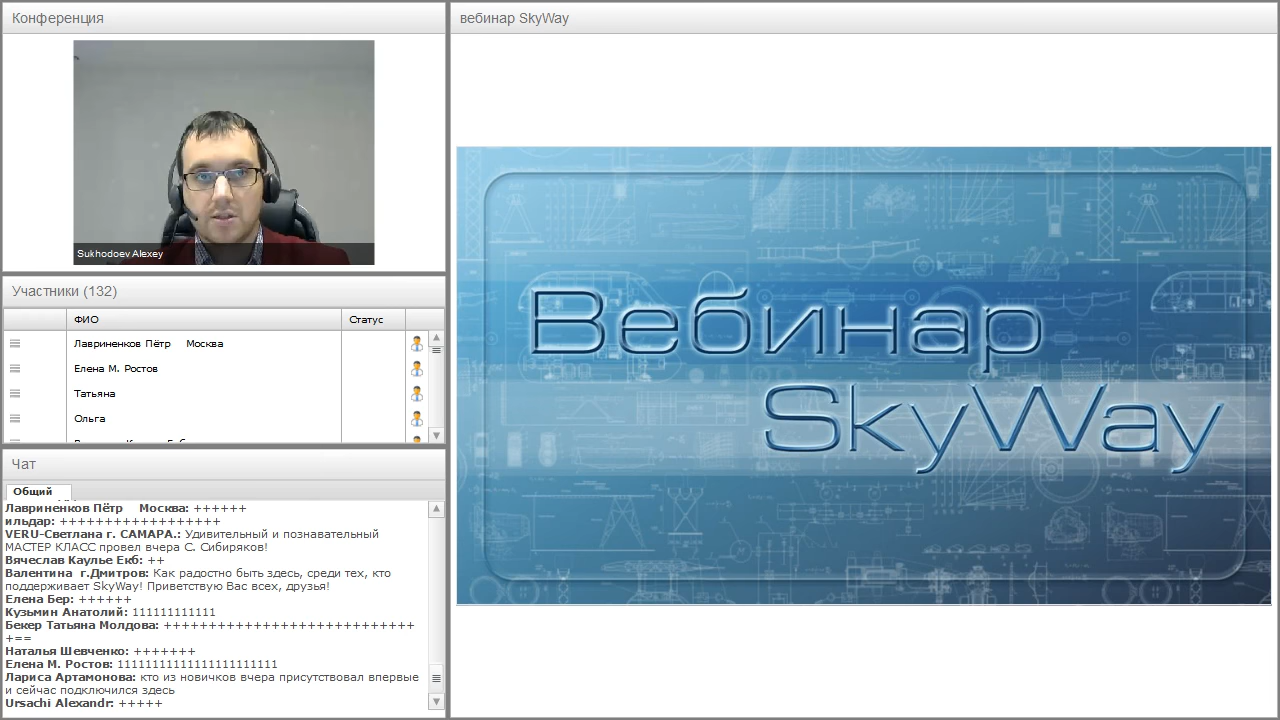 Конференция
Sukhodoev Alexey
Участники (132)
ФИО
Статус
Лавриненков Пётр Москва
Елена М. Ростов
Татьяна
Ольга
Чат
Общий
Лавриненков Пётр Москва: ++++++
ильдар: ++++++++++++++++++
VERU-Светлана г. САМАРА.: Удивительный и познавательный
МАСТЕР КЛАСС провел вчера С. Сибиряков!
Вячеслав Каулье Екб: ++
Валентина г.Дмитров: Как радостно быть здесь, среди тех, кто
поддерживает SkyWay! Приветствую Вас всех, друзья!
Елена Бер: ++++++
Кузьмин Анатолий: 111111111111
Бекер Татьяна Молдова: ++++++++++++++++++++++++++++
+==
Наталья Шевченко: +++++++
Елена М. Ростов: 11111111111111111111111
Лариса Артамонова: кто из новичков вчера присутствовал впервые
и сейчас подключился здесь
Ursachi Alexandr: +++++
вебинар SkyWay
Вебинар
SkyWay